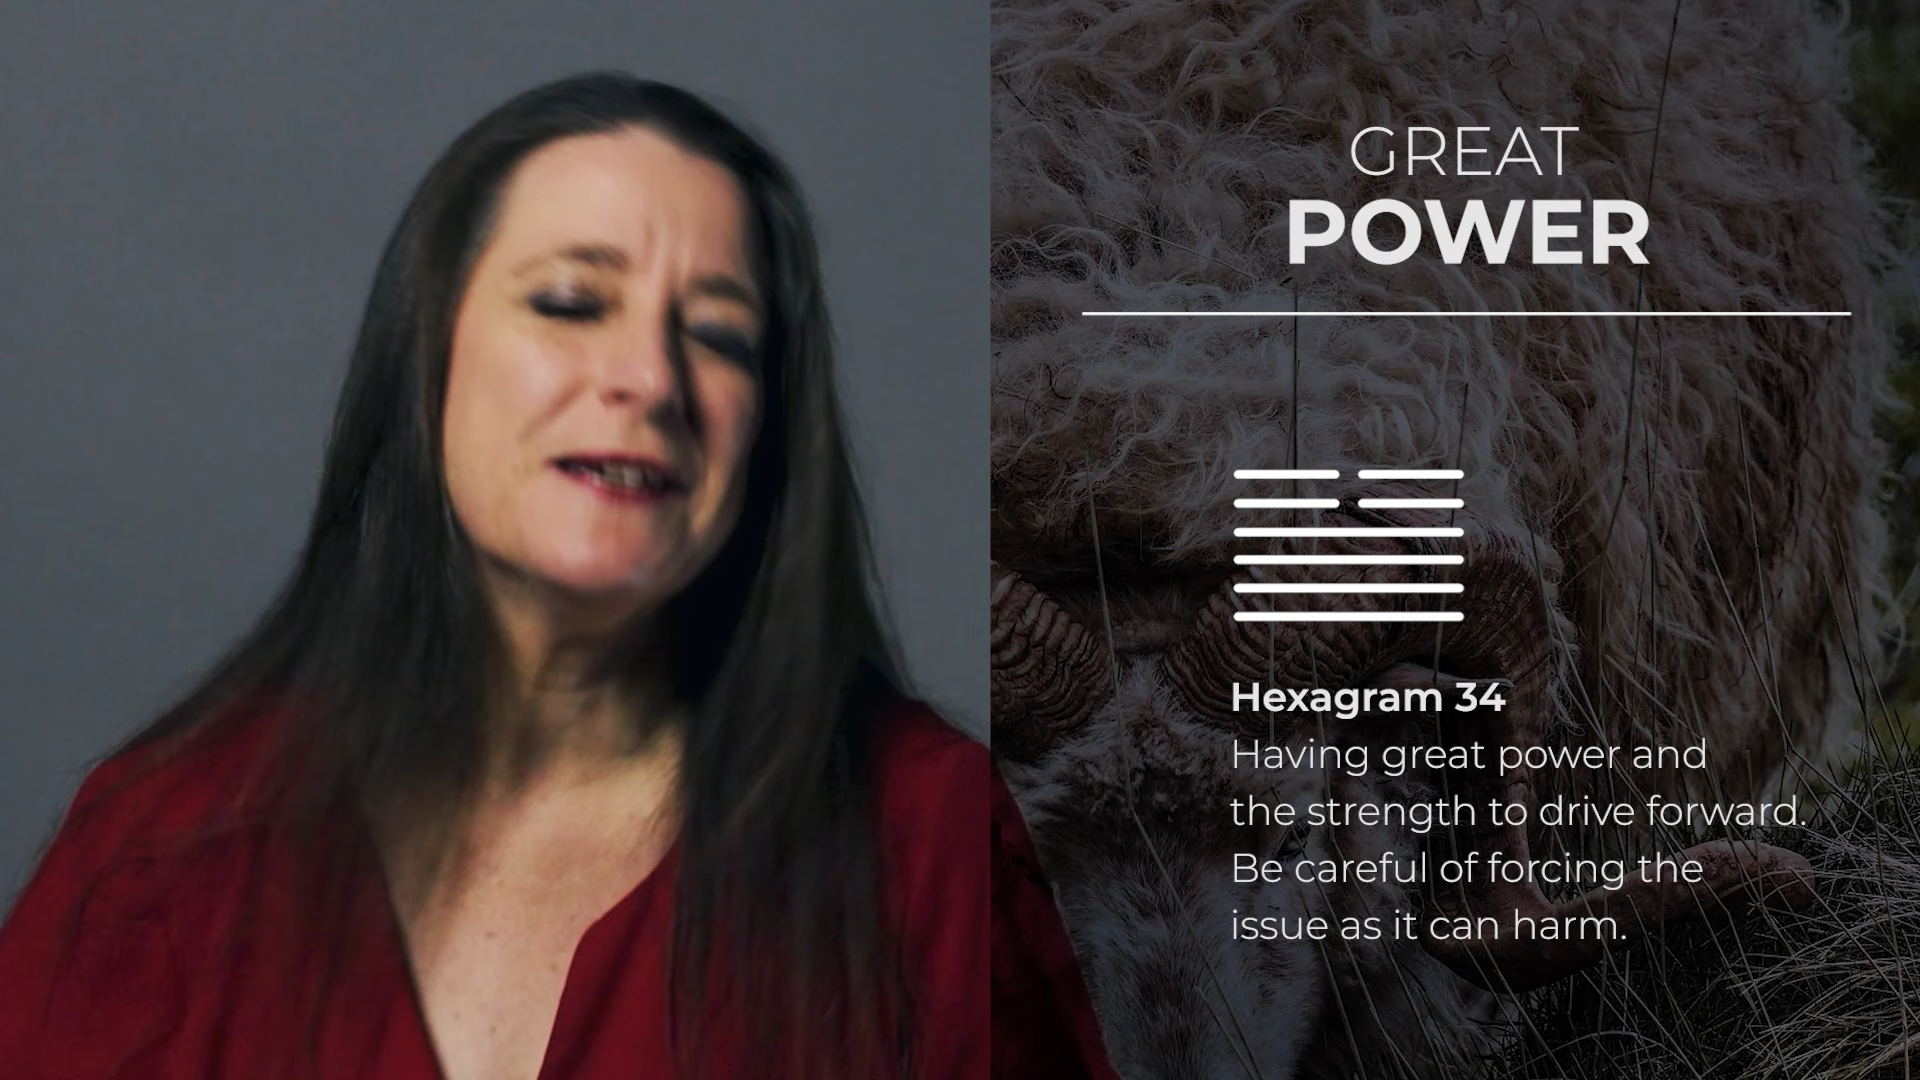 GREAT
POWER
Hexagram 34
Having great power and
the strength to drive forward.
Be careful of forcing the
issue as it can harm.